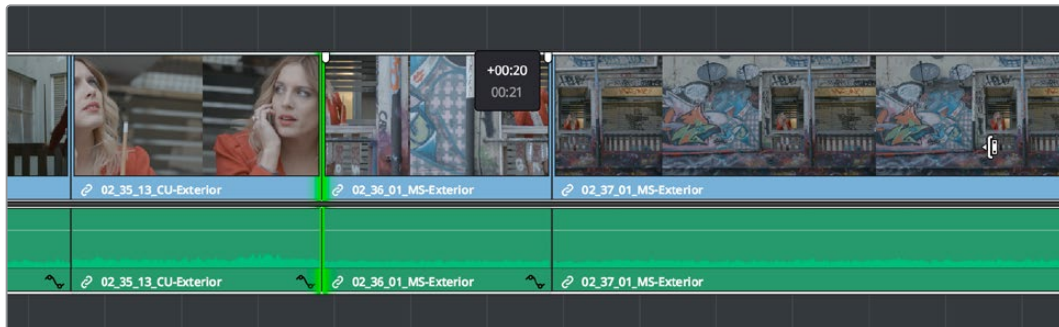 +00:20
00:21
02_35_13_CU-Exterior
02_36_01_MS-Exterior
02_37_01_MS-Exterior
02_35_13_CU-Exterior
02_36_01_MS-Exterior
02_37_01_MS-Exterior